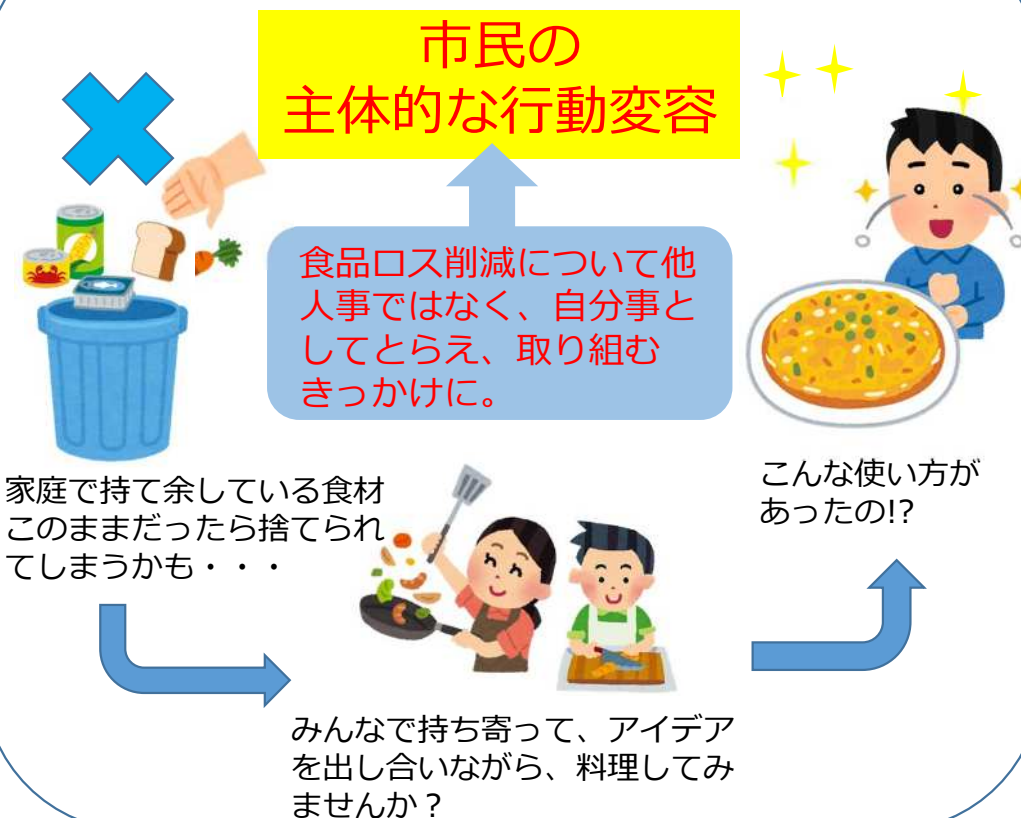 市民の
主体的な行動変容
食品ロス削減について他
人事ではなく、自分事と
してとらえ、取り組む
きっかけに。
家庭で持て余している食材
このままだったら捨てられ
てしまうかも・・・
みんなで持ち寄って、アイデア
を出し合いながら、料理してみ
ませんか？
こんな使い方が
あったの!?